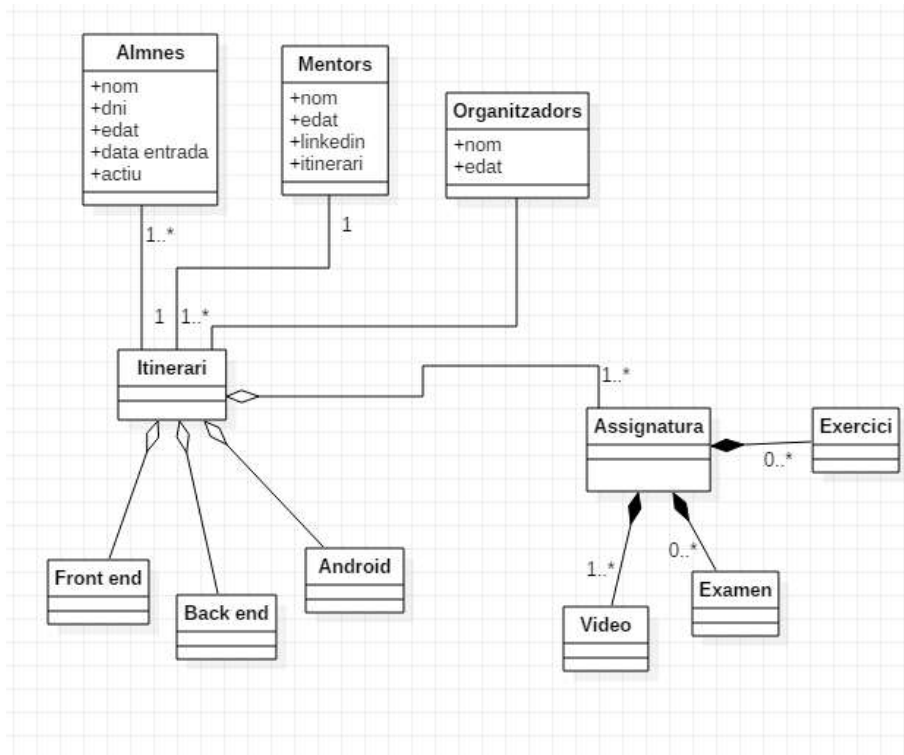 Almnes
+nom
+dni
+edat
+data entrada
+actiu
Mentors
+nom
+edat
+linkedin
+itinerari
Organitzadors
+nom
+edat
1..*
1
1
1..*
Itinerari
1..*
Assignatura
Exercici
0..*
Front end
Back end
Android
1..*
0..*
Video
Examen